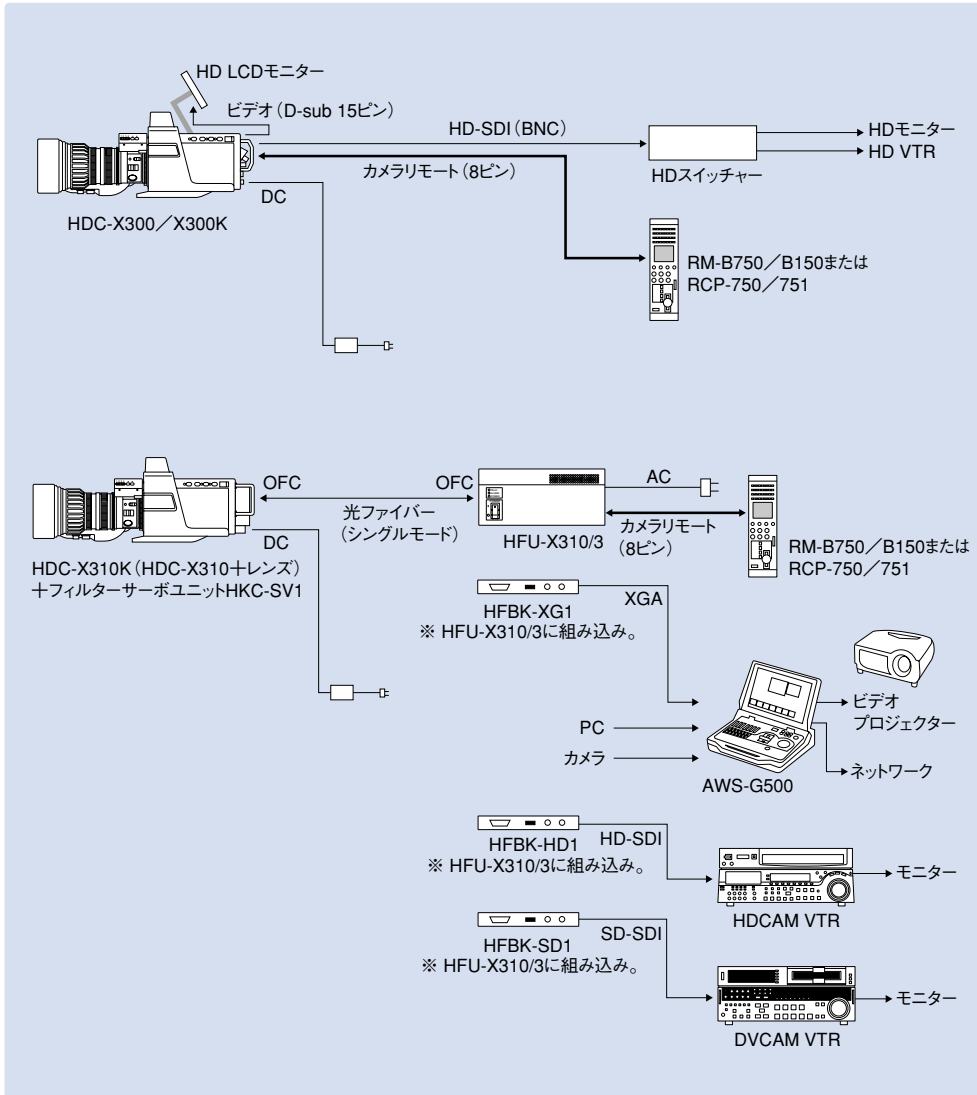 HD LCDモニター
ビデオ（D-sub 15ピン）
HD-SDI（BNC）
HDモニター
HD VTR
HDスイッチャー
カメラリモート（8ピン）
DC
HDC-X300／X300K
RM-B750／B150または
RCP-750／751
OFC
OFC
AC
光ファイバー
（シングルモード）
カメラリモート
（8ピン）
DC
HFU-X310/3
RM-B750／B150または
RCP-750／751
HDC-X310K（HDC-X310＋レンズ）
＋フィルターサーボユニットHKC-SV1
XGA
HFBK-XG1
※ HFU-X310/3に組み込み。
ビデオ
プロジェクター
PC
カメラ
ネットワーク
AWS-G500
HD-SDI
HFBK-HD1
※ HFU-X310/3に組み込み。
モニター
HDCAM VTR
SD-SDI
HFBK-SD1
※ HFU-X310/3に組み込み。
モニター
DVCAM VTR